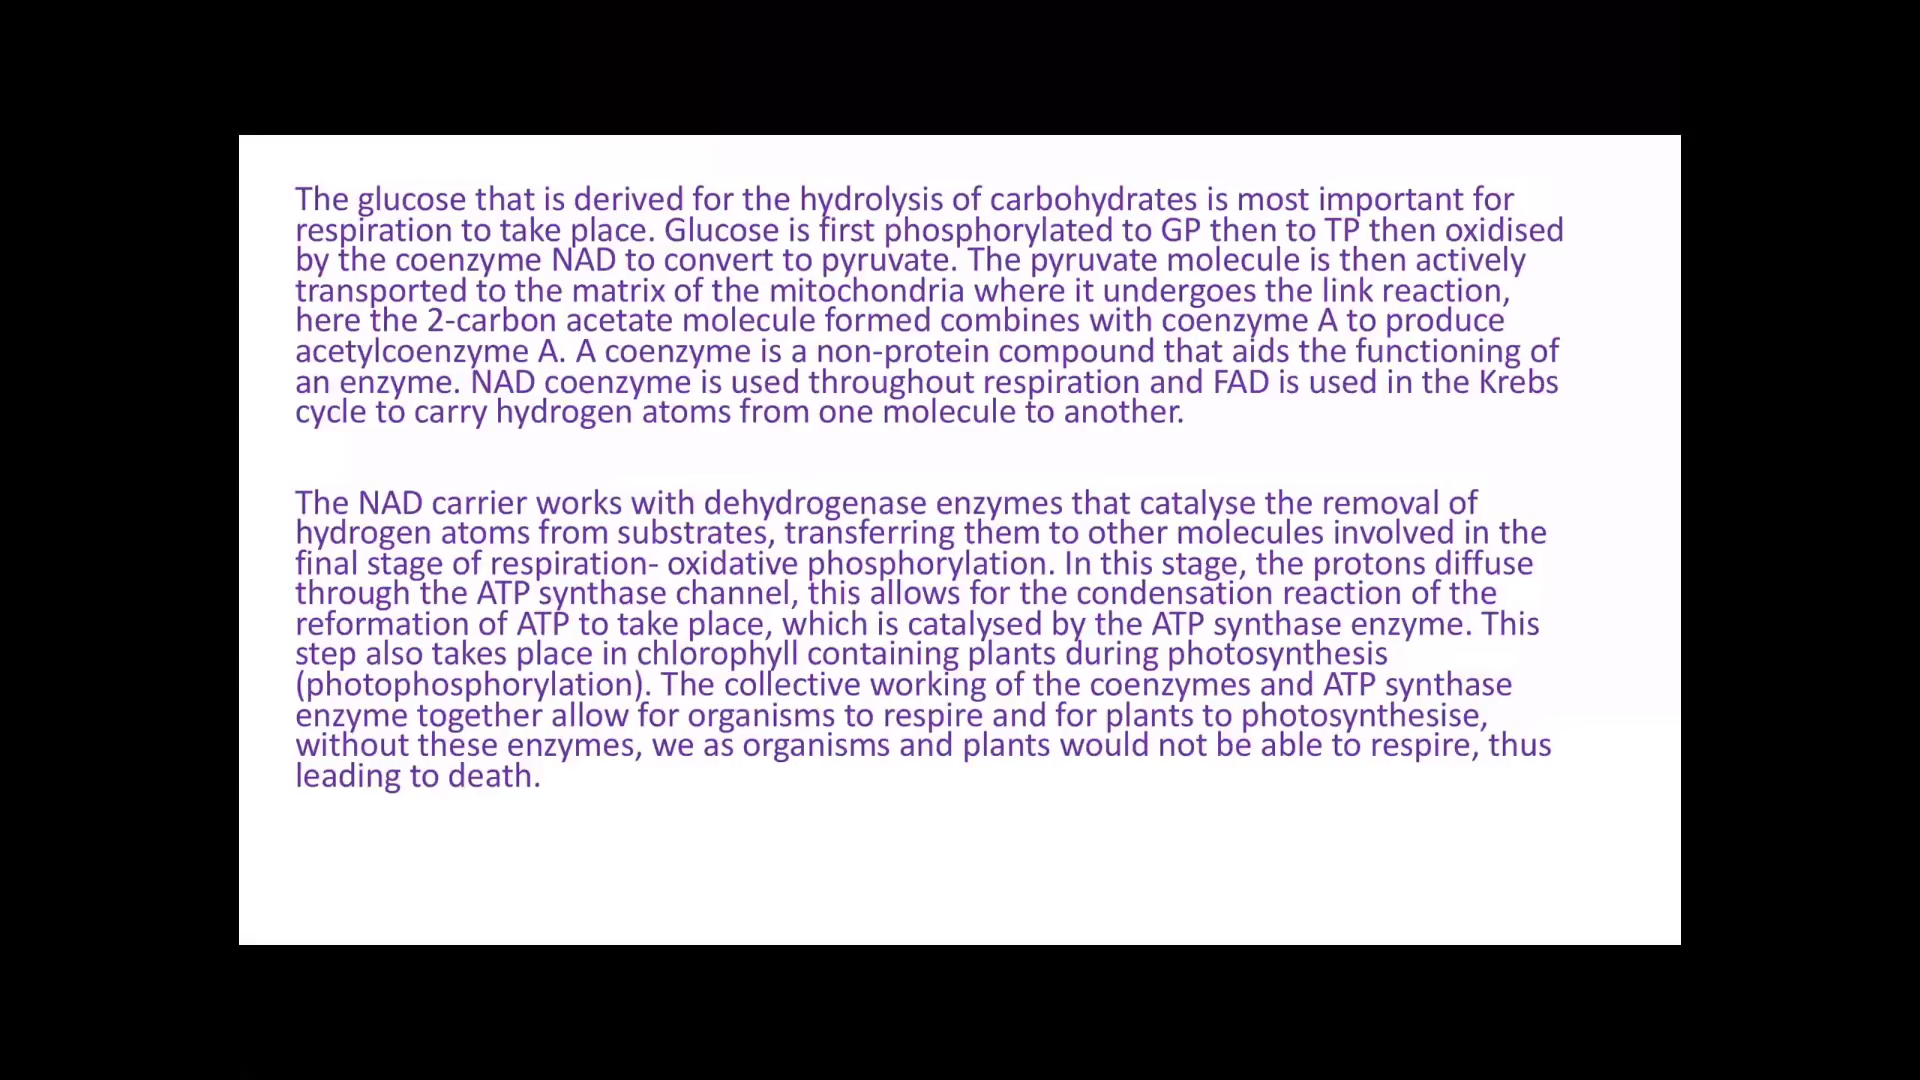 The glucose that is derived for the hydrolysis of carbohydrates is most important for
respiration to take place. Glucose is first phosphorylated to GP then to TP then oxidised
by the coenzyme NAD to convert to pyruvate. The pyruvate molecule is then actively
transported to the matrix of the mitochondria where it undergoes the link reaction,
here the 2-carbon acetate molecule formed combines with coenzyme A to produce
acetylcoenzyme A. A coenzyme is a non-protein compound that aids the functioning of
an enzyme. NAD coenzyme is used throughout respiration and FAD is used in the Krebs
cycle to carry hydrogen atoms from one molecule to another.
The NAD carrier works with dehydrogenase enzymes that catalyse the removal of
hydrogen atoms from substrates, transferring them to other molecules involved in the
final stage of respiration- oxidative phosphorylation. In this stage, the protons diffuse
through the ATP synthase channel, this allows for the condensation reaction of the
reformation of ATP to take place, which is catalysed by the ATP synthase enzyme. This
step also takes place in chlorophyll containing plants during photosynthesis
(photophosphorylation). The collective working of the coenzymes and ATP synthase
enzyme together allow for organisms to respire and for plants to photosynthesise,
without these enzymes, we as organisms and plants would not be able to respire, thus
leading to death.